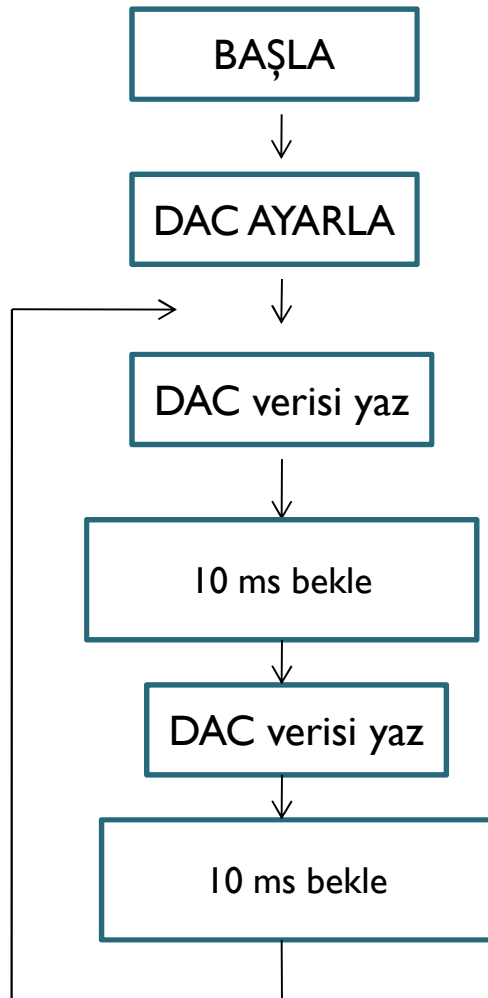 BAŞLA
DAC AYARLA
DAC verisi yaz
10 ms bekle
DAC verisi yaz
10 ms bekle